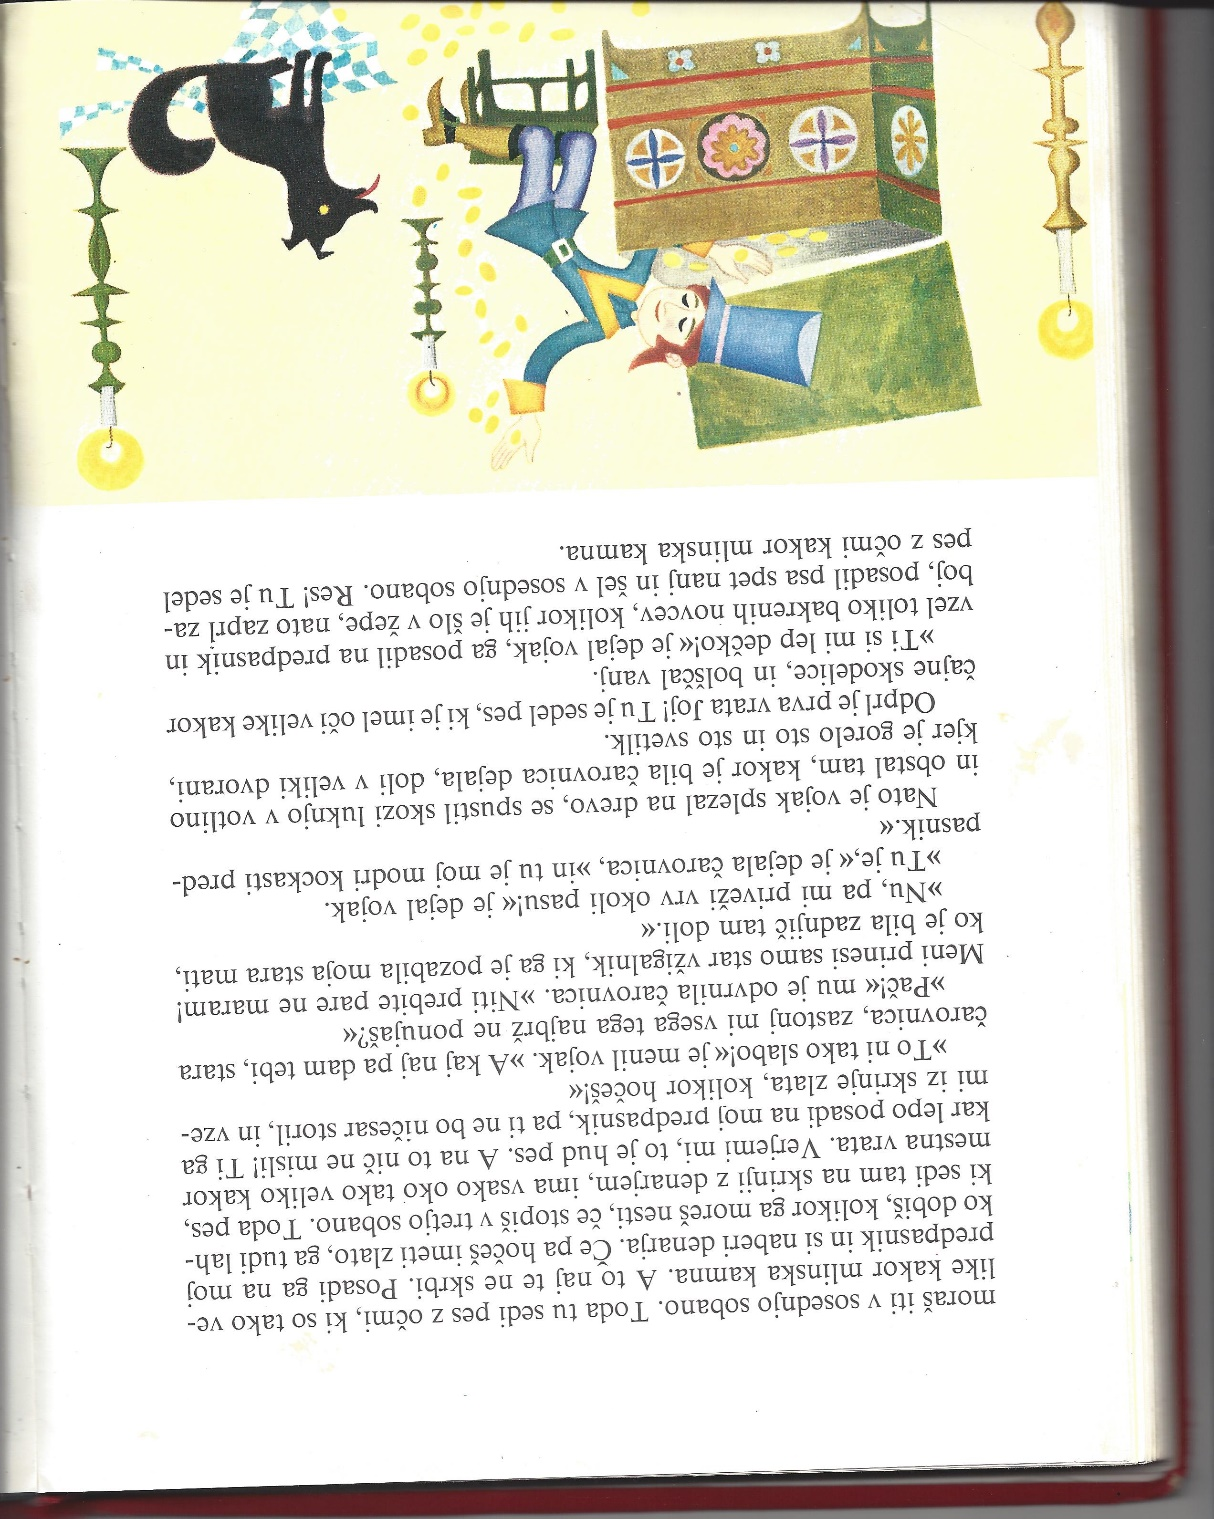 moraš iti v sosednjo sobano. Toda tu sedi pes z očmi, ki so tako ve-
like kakor mlinska kamna. A to naj te ne skrbi. Posadi ga na moj
predpasnik in si naberi denarja. Če pa hočeš imeti zlato, ga tudi lah-
ko dobiš, kolikor ga moreš nesti, če stopiš v tretjo sobano. Toda pes,
ki sedi tam na skrinji z denarjem, ima vsako oko tako veliko kakor
mestna vrata. Verjemi mi, to je hud pes. A na to nič ne misli! Ti ga
kar lepo posadi na moj predpasnik, pa ti ne bo ničesar storil, in vze-
mi iz skrinje zlata, kolikor hočeš!«
»To ni tako slabo!« je menil vojak. »A kaj naj pa dam tebi, stara
čarovnica, zastonj mi vsega tega najbrž ne ponujaš?«
»Pač!« mu je odvrnila čarovnica. »Niti prebite pare ne maram!
Meni prinesi samo star vžigalnik, ki ga je pozabila moja stara mati,
ko je bila zadnjič tam doli.«
»Nu, pa mi priveži vrv okoli pasu!« je dejal vojak.
»Tu je,« je dejala čarovnica, »in tu je moj modri kockasti pred-
pasnik.«
Nato je vojak splezal na drevo, se spustil skozi luknjo v votlino
in obstal tam, kakor je bila čarovnica dejala, doli v veliki dvorani,
kjer je gorelo sto in sto svetilk.
Odprl je prva vrata Joj! Tu je sedel pes, ki je imel oči velike kakor
čajne skodelice, in bolščal vanj.
»Ti si mi lep dečko!« je dejal vojak, ga posadil na predpasnik in
vzel toliko bakrenih novcev, kolikor jih je šlo v žepe, nato zaprl za-
boj, posadil psa spet nanj in šel v sosednjo sobano. Res! Tu je sedel
pes z očmi kakor mlinska kamna.